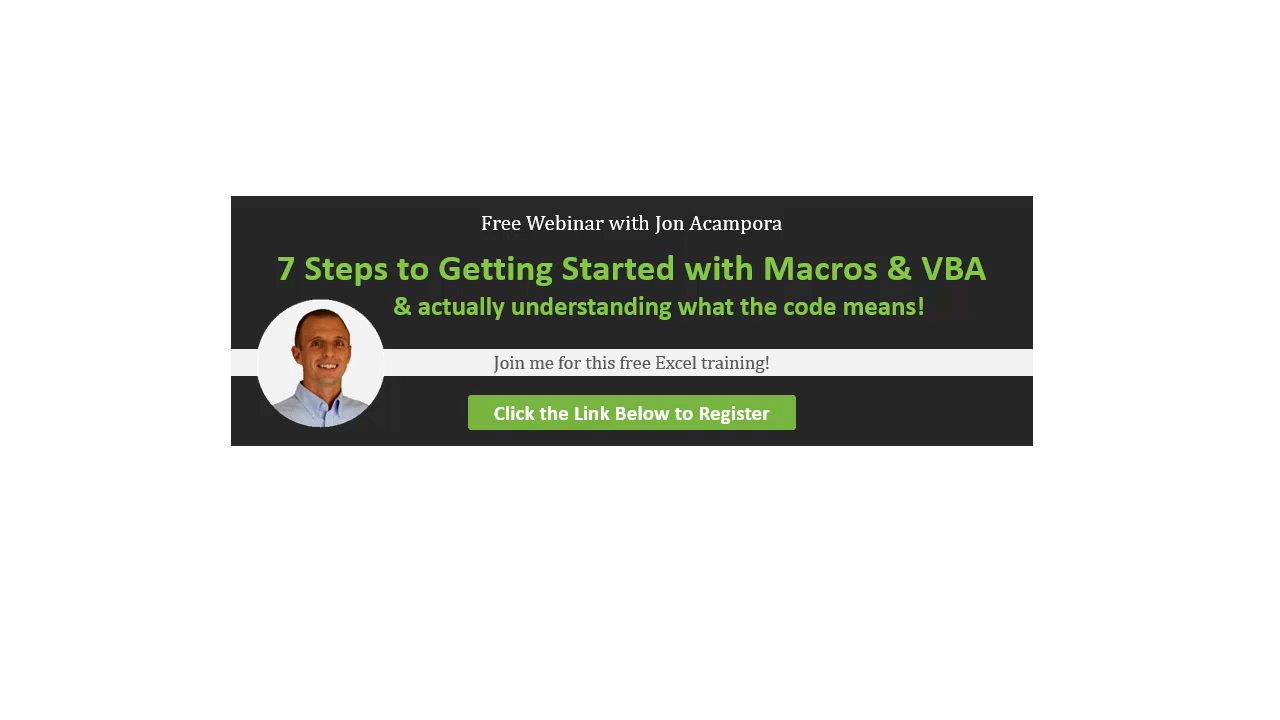 Free Webinar with Jon Acampora
7 Steps to Getting Started with Macros & VBA
& actually understanding what the code means!
Join me for this free Excel training!
Click the Link Below to Register